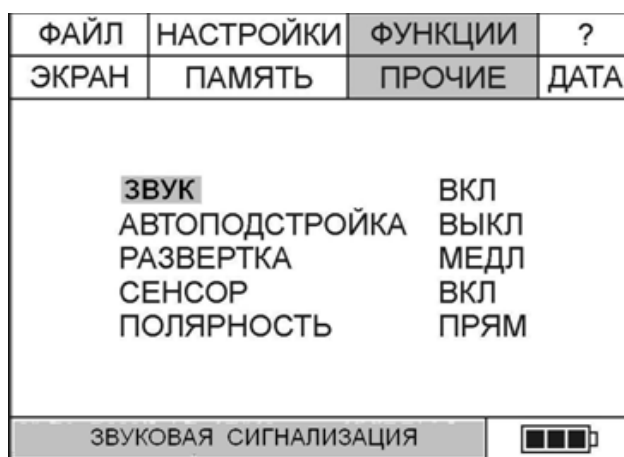 ФАЙЛ НАСТРОЙКИ ФУНКЦИИ ?
ЭКРАН ПАМЯТЬ ПРОЧИЕ ДАТА
ЗВУК ВКЛ
АВТОПОДСТРОЙКА ВЫКЛ
РАЗВЕРТКА МЕДЛ
СЕНСОР ВКЛ
ПОЛЯРНОСТЬ ПРЯМ
ЗВУКОВАЯ СИГНАЛИЗАЦИЯ